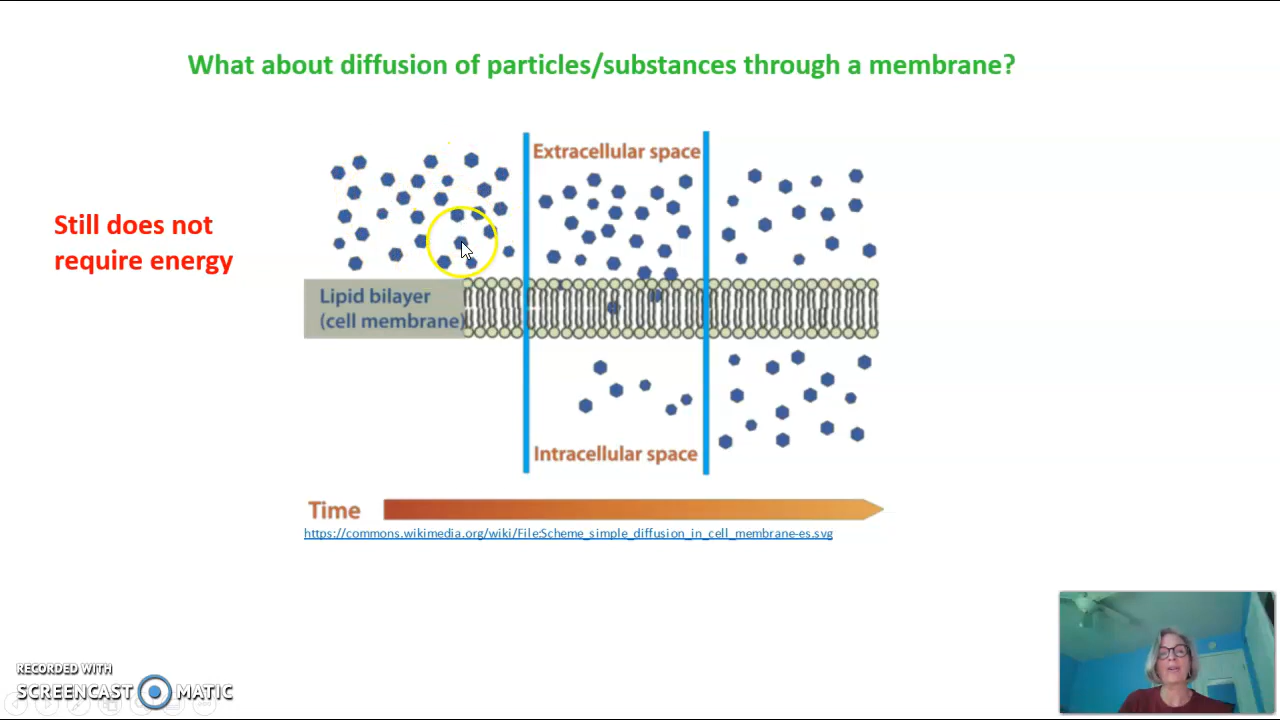 What about diffusion of particles/substances through a membrane?
Extracellular space
Still does not
require energy
Lipid bilayer
(cell membrane)
Intracellular space
Time
https://commons.wikimedia.org/wiki/File:Scheme_simple_diffusion_in_cell_membrane-es.svg
RECORDED WITH
SCREENCAST MATIC